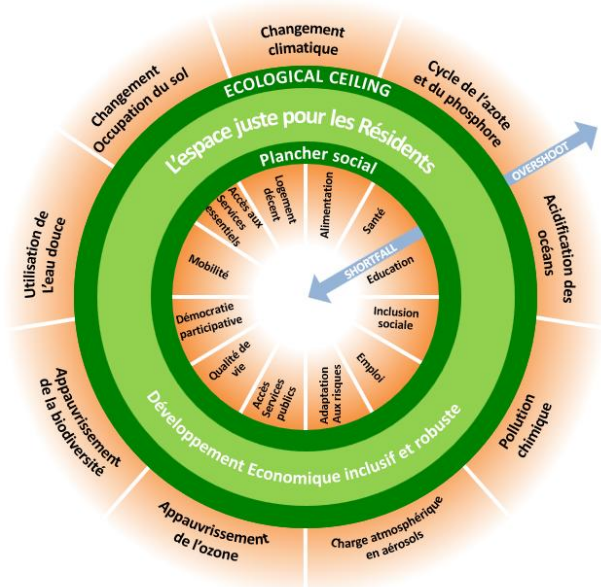 Changement
climatique
Cycle de l'azote
et du phosphore
OVERSHOOT
Acidification des
océans
Pollution
chimique
Charge atmosphérique
en aérosols
Appauvrissement
de l'ozone
Appauvrissement
de la biodiversité
Utilisation de
L'eau douce
Changement
Occupation du sol
ECOLOGICAL CEILING
L'espace juste pour les Résidents
Plancher social
Alimentation
Santé
SHORTFALL
Education
Inclusion
sociale
Emploi
Adaptation
Aux risques
Accès
Services
publics
Qualité de
vie
Démocratie
participative
Mobilité
Accès aux
Services
essentiels
Logement
décent
Développement Economique inclusif et robuste